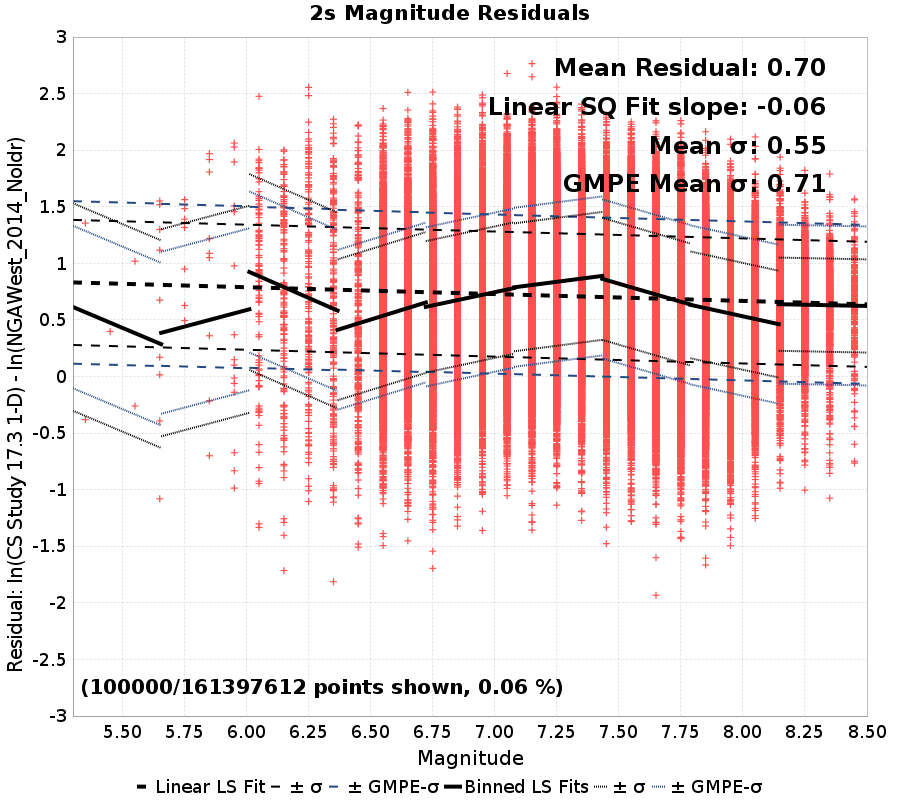 2s Magnitude Residuals
Mean Residual: 0.70
Linear SQ Fit slope: -0.06
Mean σ: 0.55
GMPE Mean σ: 0.71
Residual: ln(CS Study 17.3 1-D) - ln(NGAWest_2014_NoIdr)
3
2.5
2
1.5
1
0.5
0
-0.5
-1
-1.5
-2
-2.5
-3
(100000/161397612 points shown, 0.06 %)
5.50 5.75 6.00 6.25 6.50 6.75 7.00 7.25 7.50 7.75 8.00 8.25 8.50
Magnitude
Linear LS Fit ± σ ± GMPE-σ Binned LS Fits ± σ ± GMPE-σ